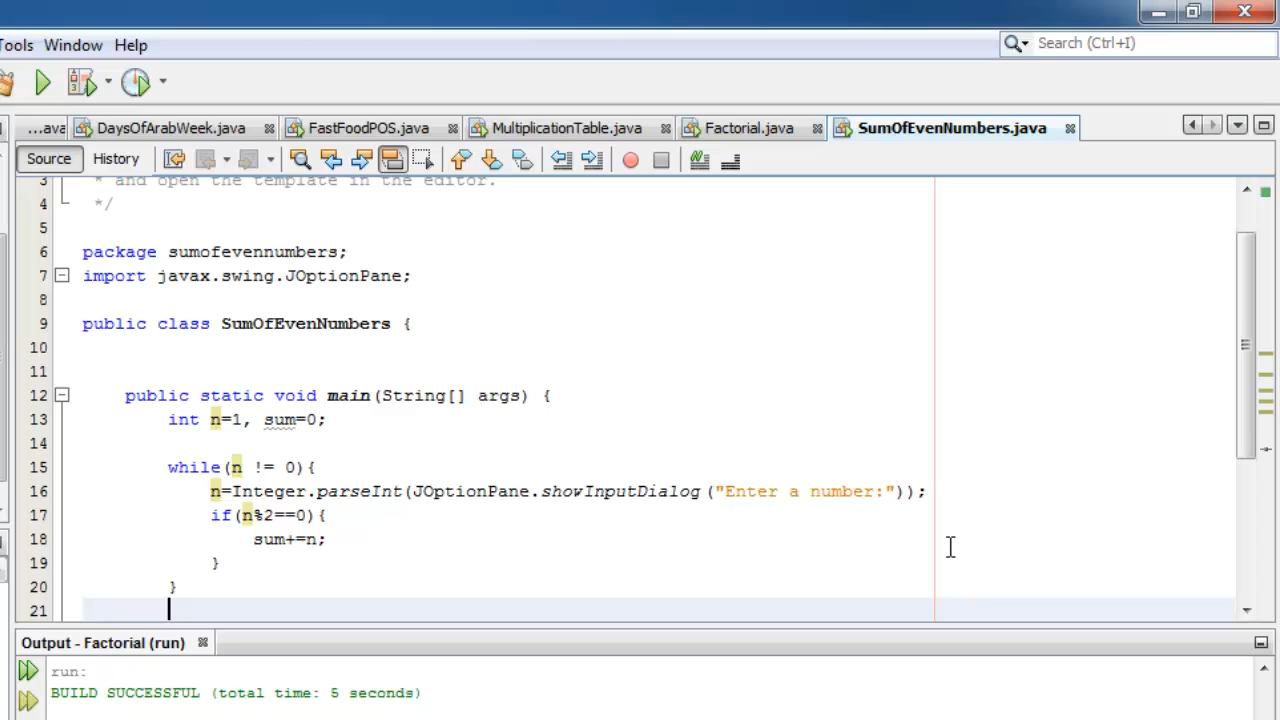 Tools Window Help
Search (Ctrl+I)
...ava DaysOfArabWeek.java FastFoodPOS.java MultiplicationTable.java Factorial.java SumOfEvenNumbers.java
Source History
3 * and open the template in the editor.
4 */
5
6 package sumofevennumbers;
7 import javax.swing.JOptionPane;
8
9 public class SumOfEvenNumbers {
10
11
12 public static void main(String[] args) {
13 int n=1, sum=0;
14
15 while(n != 0){
16 n=Integer.parseInt(JOptionPane.showInputDialog("Enter a number:"));
17 if(n%2==0){
18 sum+=n;
19 }
20 }
21
Output - Factorial (run)
run:
BUILD SUCCESSFUL (total time: 5 seconds)